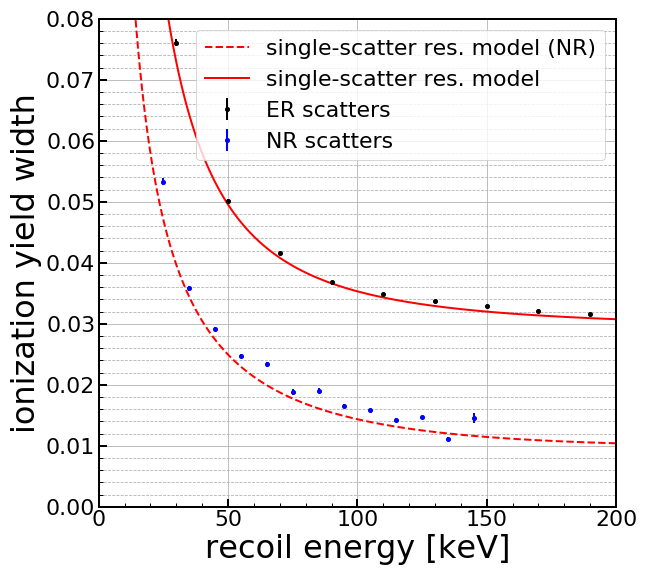 0.08
0.07
0.06
0.05
0.04
0.03
0.02
0.01
0.00
ionization yield width
single-scatter res. model (NR)
single-scatter res. model
ER scatters
NR scatters
0
50
100
150
200
recoil energy [keV]